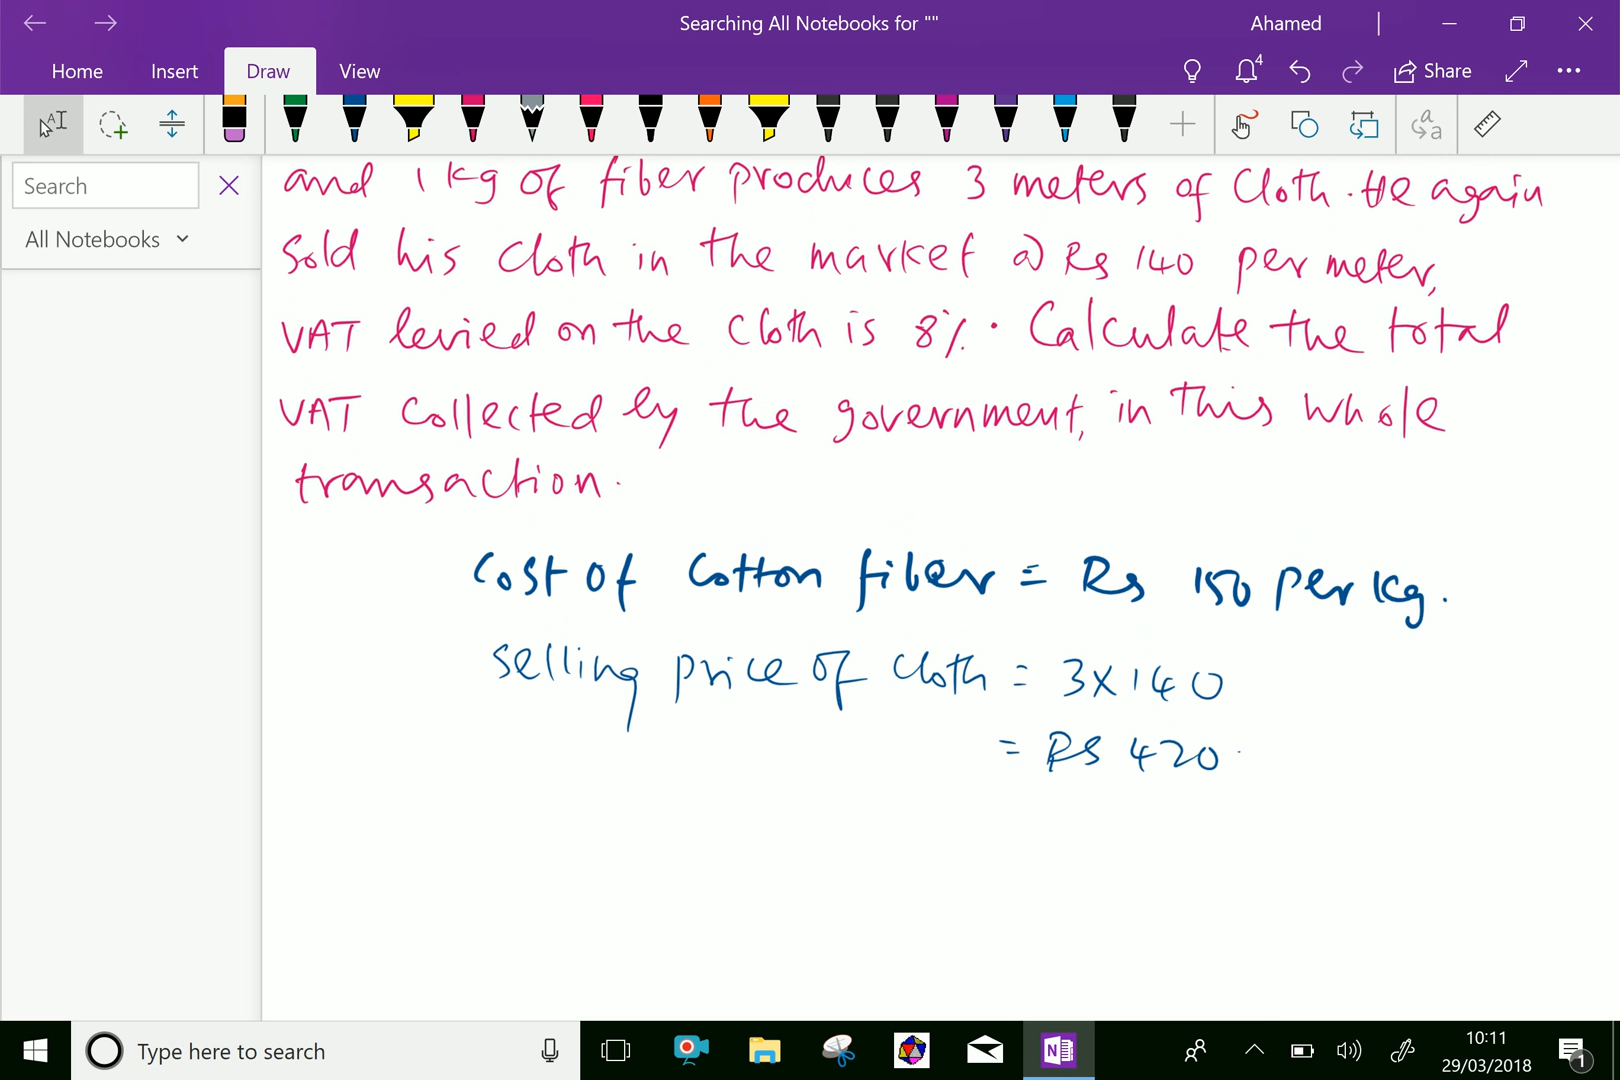 Searching All Notebooks for ""
Ahamed
Home Insert Draw View
4
Share
Search
All Notebooks
and 1 kg of fiber produces 3 meters of cloth. He again
sold his cloth in the market @ Rs 140 per meter,
VAT levied on the cloth is 8%. Calculate the total
VAT collected by the government, in this whole
transaction.
Cost of Cotton fiber = Rs 150 per kg.
selling price of cloth = 3 x 140
= Rs 420.
Type here to search
10:11
29/03/2018
1